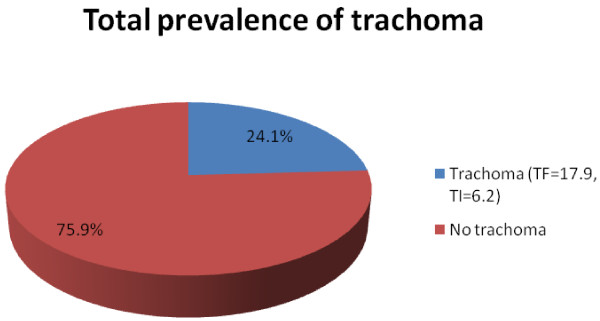 Total prevalence of trachoma
24.1%
75.9%
Trachoma (TF=17.9,
TI=6.2)
No trachoma